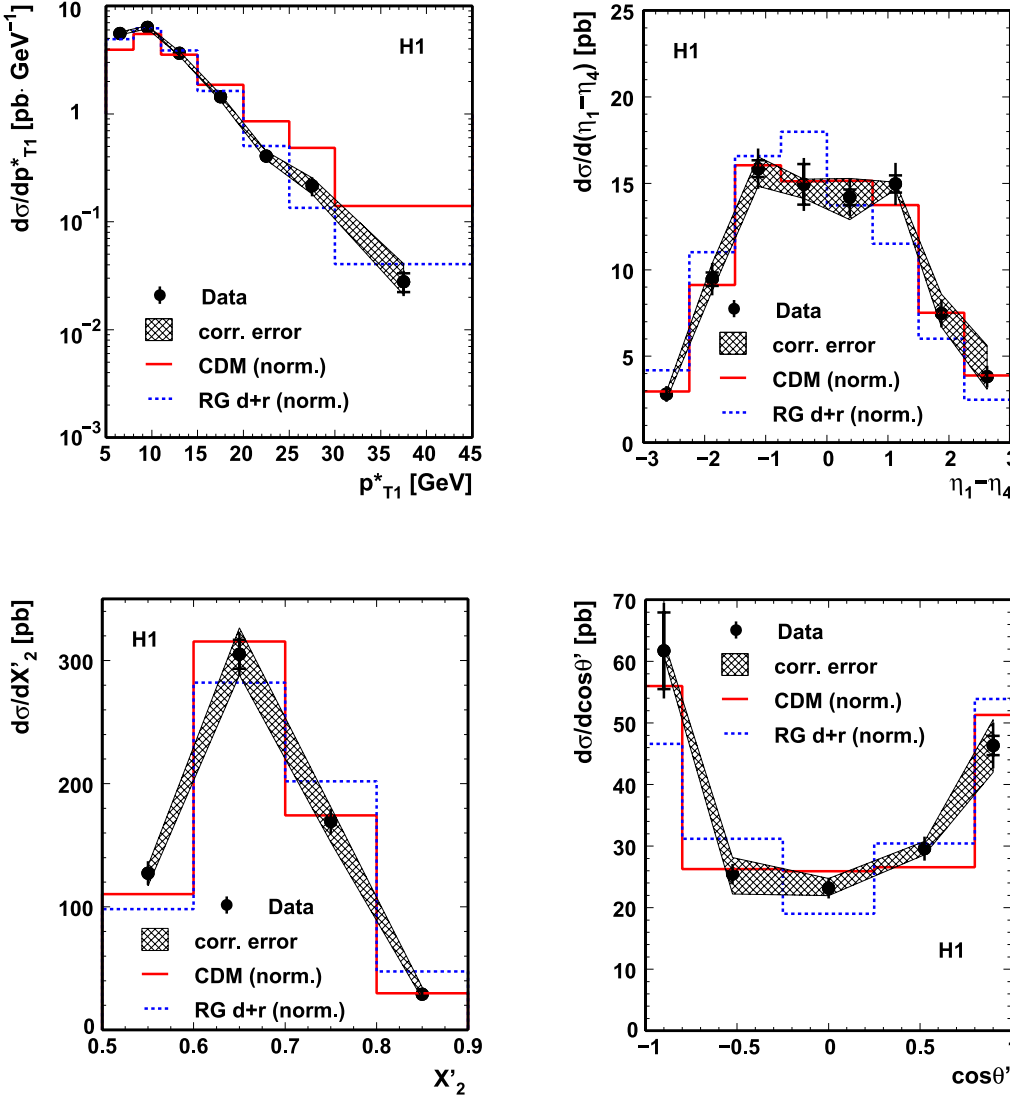 dσ/dp*T1 [pb· GeV⁻¹]
10
1
10⁻¹
10⁻²
10⁻³
H1
Data
corr. error
CDM (norm.)
RG d+r (norm.)
5 10 15 20 25 30 35 40 45
p*T1 [GeV]
dσ/d(η1−η4) [pb]
25
20
15
10
5
0
H1
Data
corr. error
CDM (norm.)
RG d+r (norm.)
−3 −2 −1 0 1 2 3
η1−η4
dσ/dX'2 [pb]
300
200
100
0
H1
Data
corr. error
CDM (norm.)
RG d+r (norm.)
0.5 0.6 0.7 0.8 0.9
X'2
dσ/dcosθ' [pb]
70
60
50
40
30
20
10
0
Data
corr. error
CDM (norm.)
RG d+r (norm.)
H1
−1 −0.5 0 0.5 1
cosθ'